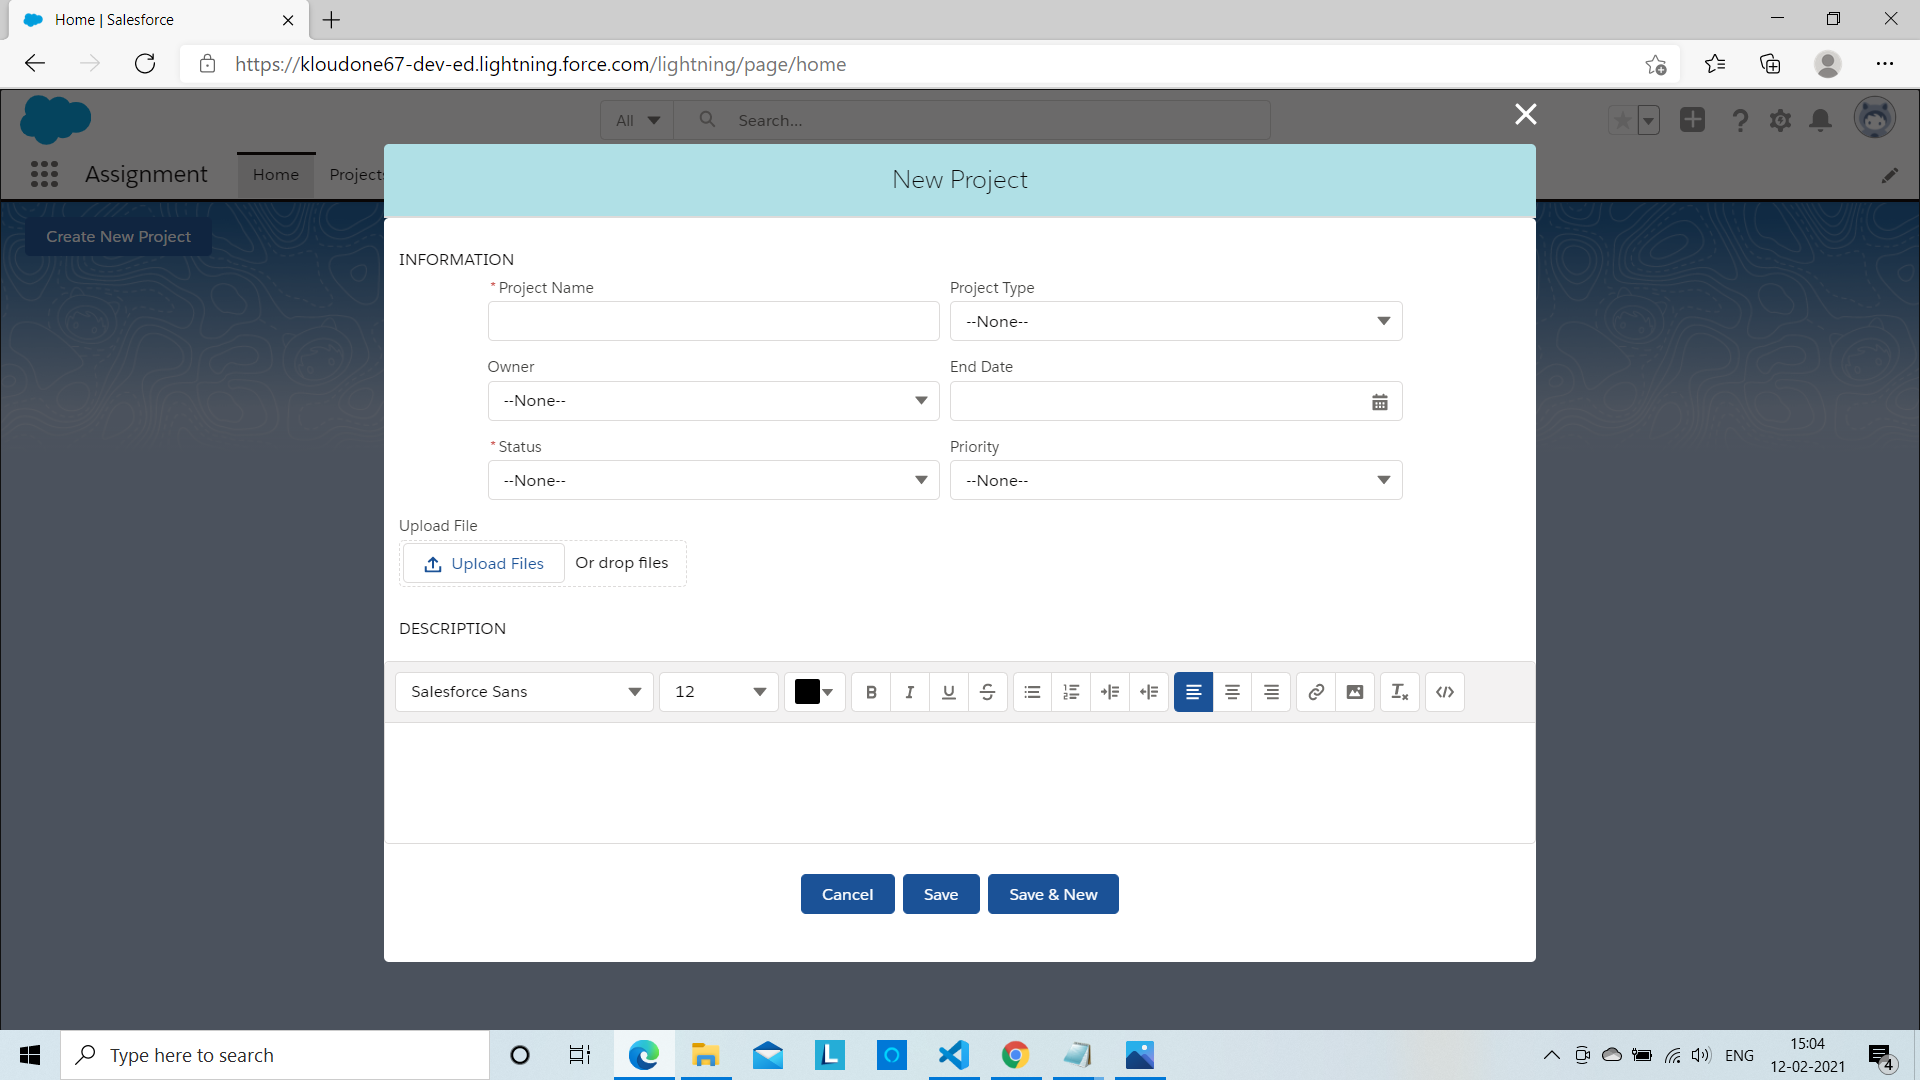 Home | Salesforce
https://kloudone67-dev-ed.lightning.force.com/lightning/page/home
All
Search...
Assignment
Home
Projects
Create New Project
New Project
INFORMATION
* Project Name
Project Type
--None--
Owner
End Date
--None--
* Status
Priority
--None--
--None--
Upload File
Upload Files
Or drop files
DESCRIPTION
Salesforce Sans
12
B
I
U
S
Cancel
Save
Save & New
Type here to search
L
ENG
15:04
12-02-2021
4